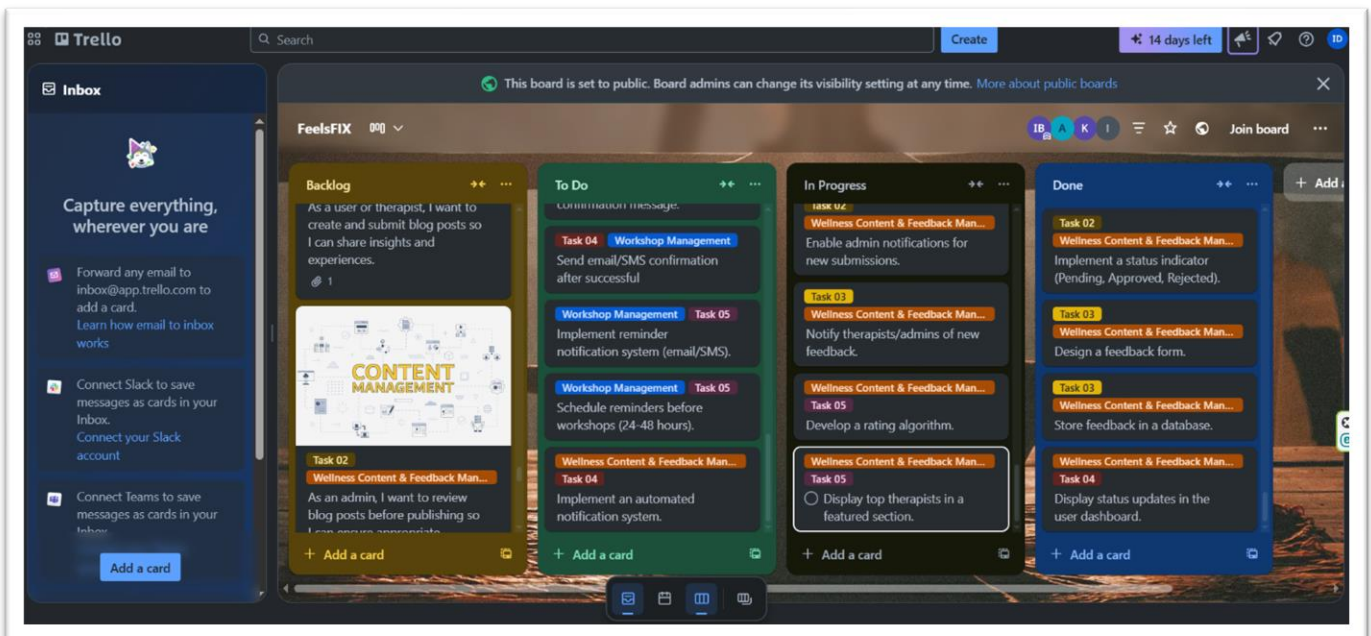 Trello
Search
Create
14 days left
ID
Inbox
Capture everything,
wherever you are
Forward any email to
inbox@app.trello.com to
add a card.
Learn how email to inbox
works
Connect Slack to save
messages as cards in your
Inbox.
Connect your Slack
account
Connect Teams to save
messages as cards in your
Inbox.
Add a card
This board is set to public. Board admins can change its visibility setting at any time. More about public boards
FeelsFIX
IB A K I
Join board
Backlog
As a user or therapist, I want to
create and submit blog posts so
I can share insights and
experiences.
1
CONTENT
MANAGEMENT
Task 02
Wellness Content & Feedback Man...
As an admin, I want to review
blog posts before publishing so
I can ensure appropriate
+ Add a card
To Do
confirmation message.
Task 04 Workshop Management
Send email/SMS confirmation
after successful
Workshop Management Task 05
Implement reminder
notification system (email/SMS).
Workshop Management Task 05
Schedule reminders before
workshops (24-48 hours).
Wellness Content & Feedback Man...
Task 04
Implement an automated
notification system.
+ Add a card
In Progress
Task 02
Wellness Content & Feedback Man...
Enable admin notifications for
new submissions.
Task 03
Wellness Content & Feedback Man...
Notify therapists/admins of new
feedback.
Wellness Content & Feedback Man...
Task 05
Develop a rating algorithm.
Wellness Content & Feedback Man...
Task 05
Display top therapists in a
featured section.
+ Add a card
Done
Task 02
Wellness Content & Feedback Man...
Implement a status indicator
(Pending, Approved, Rejected).
Task 03
Wellness Content & Feedback Man...
Design a feedback form.
Task 03
Wellness Content & Feedback Man...
Store feedback in a database.
Wellness Content & Feedback Man...
Task 04
Display status updates in the
user dashboard.
+ Add a card
+ Add